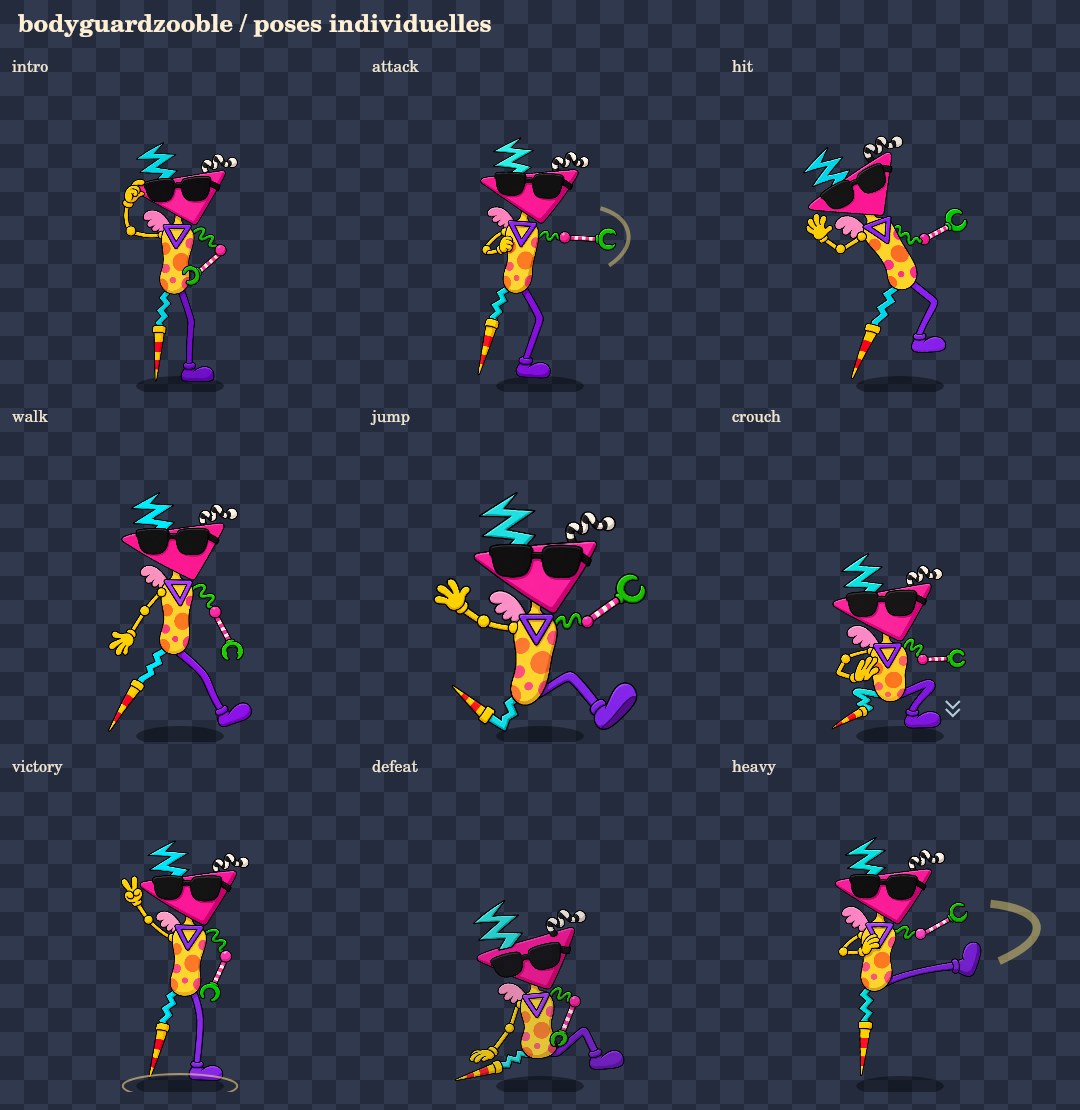 bodyguardzooble / poses individuelles
intro
attack
hit
walk
jump
crouch
victory
defeat
heavy